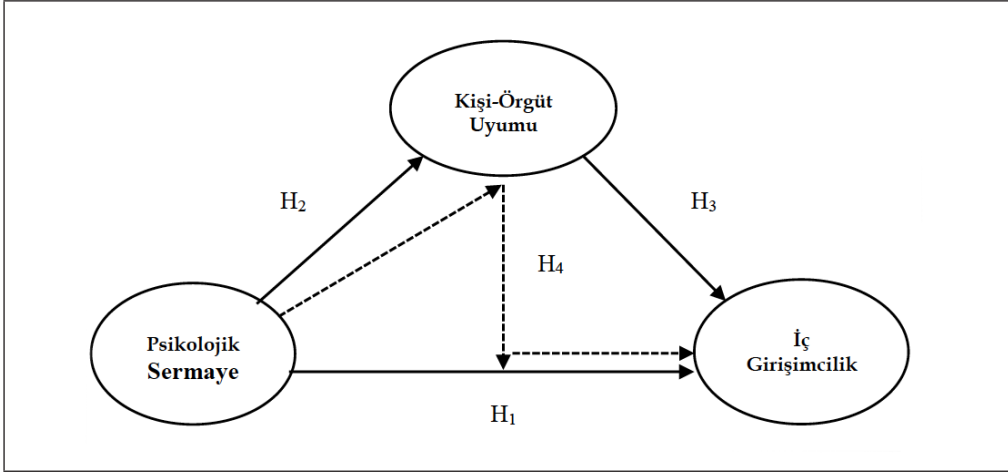 Kişi-Örgüt
Uyumu
H₂
H₃
H₄
Psikolojik
Sermaye
İç
Girişimcilik
H₁